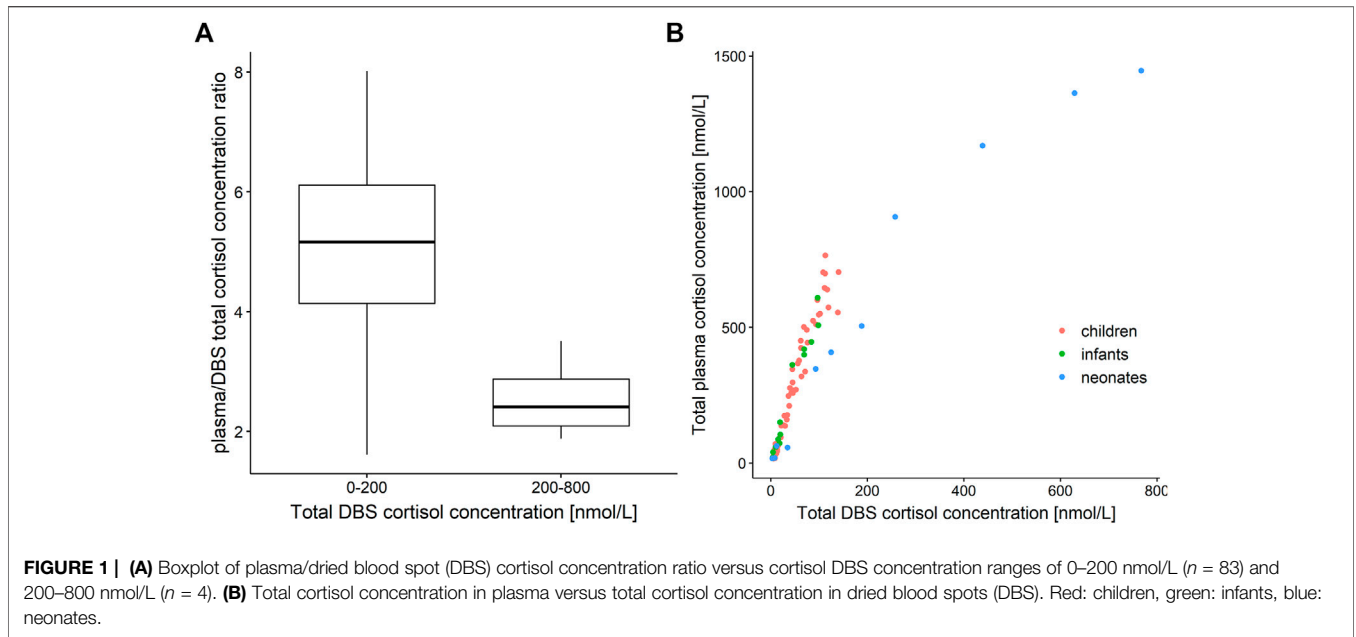 A
plasma/DBS total cortisol concentration ratio
8
6
4
2
0-200
200-800
Total DBS cortisol concentration [nmol/L]
B
Total plasma cortisol concentration [nmol/L]
1500
1000
500
0
children
infants
neonates
0
200
400
600
800
Total DBS cortisol concentration [nmol/L]
FIGURE 1 | (A) Boxplot of plasma/dried blood spot (DBS) cortisol concentration ratio versus cortisol DBS concentration ranges of 0–200 nmol/L (n = 83) and
200–800 nmol/L (n = 4). (B) Total cortisol concentration in plasma versus total cortisol concentration in dried blood spots (DBS). Red: children, green: infants, blue:
neonates.